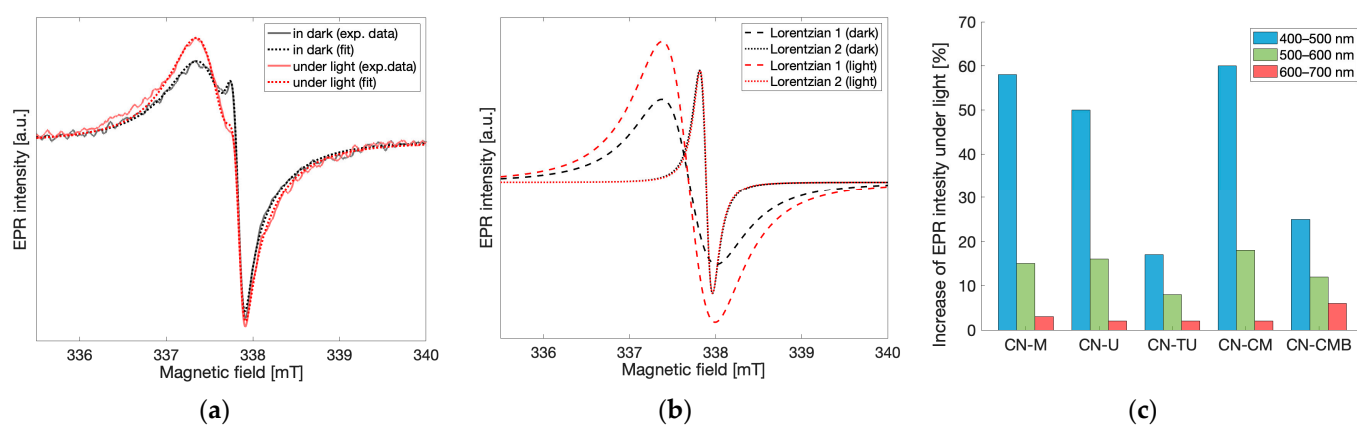 EPR intensity [a.u.]
in dark (exp. data)
in dark (fit)
under light (exp.data)
under light (fit)
336
337
338
339
340
Magnetic field [mT]
(a)
EPR intensity [a.u.]
Lorentzian 1 (dark)
Lorentzian 2 (dark)
Lorentzian 1 (light)
Lorentzian 2 (light)
336
337
338
339
340
Magnetic field [mT]
(b)
Increase of EPR intesity under light [%]
70
60
50
40
30
20
10
0
400–500 nm
500–600 nm
600–700 nm
CN-M
CN-U
CN-TU
CN-CM
CN-CMB
(c)